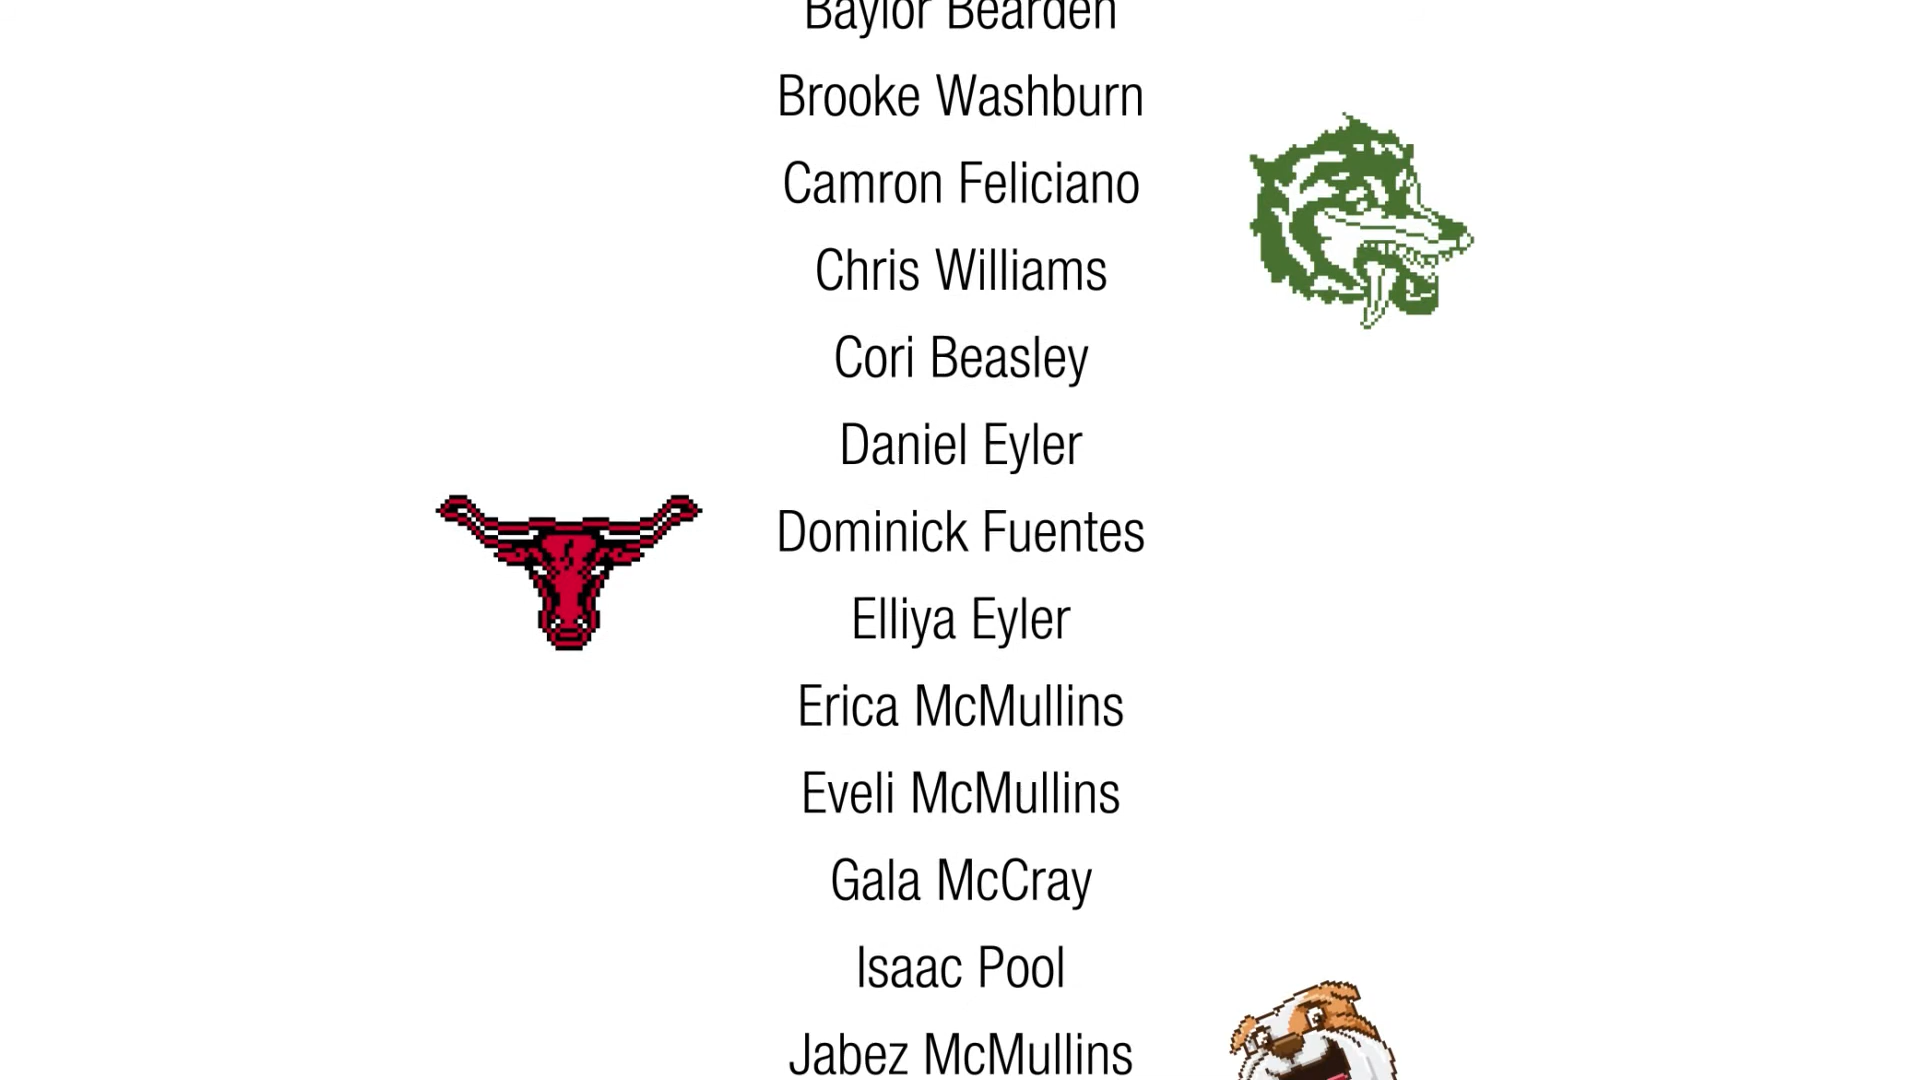 Baylor Bearden
Brooke Washburn
Camron Feliciano
Chris Williams
Cori Beasley
Daniel Eyler
Dominick Fuentes
Elliya Eyler
Erica McMullins
Eveli McMullins
Gala McCray
Isaac Pool
Jabez McMullins